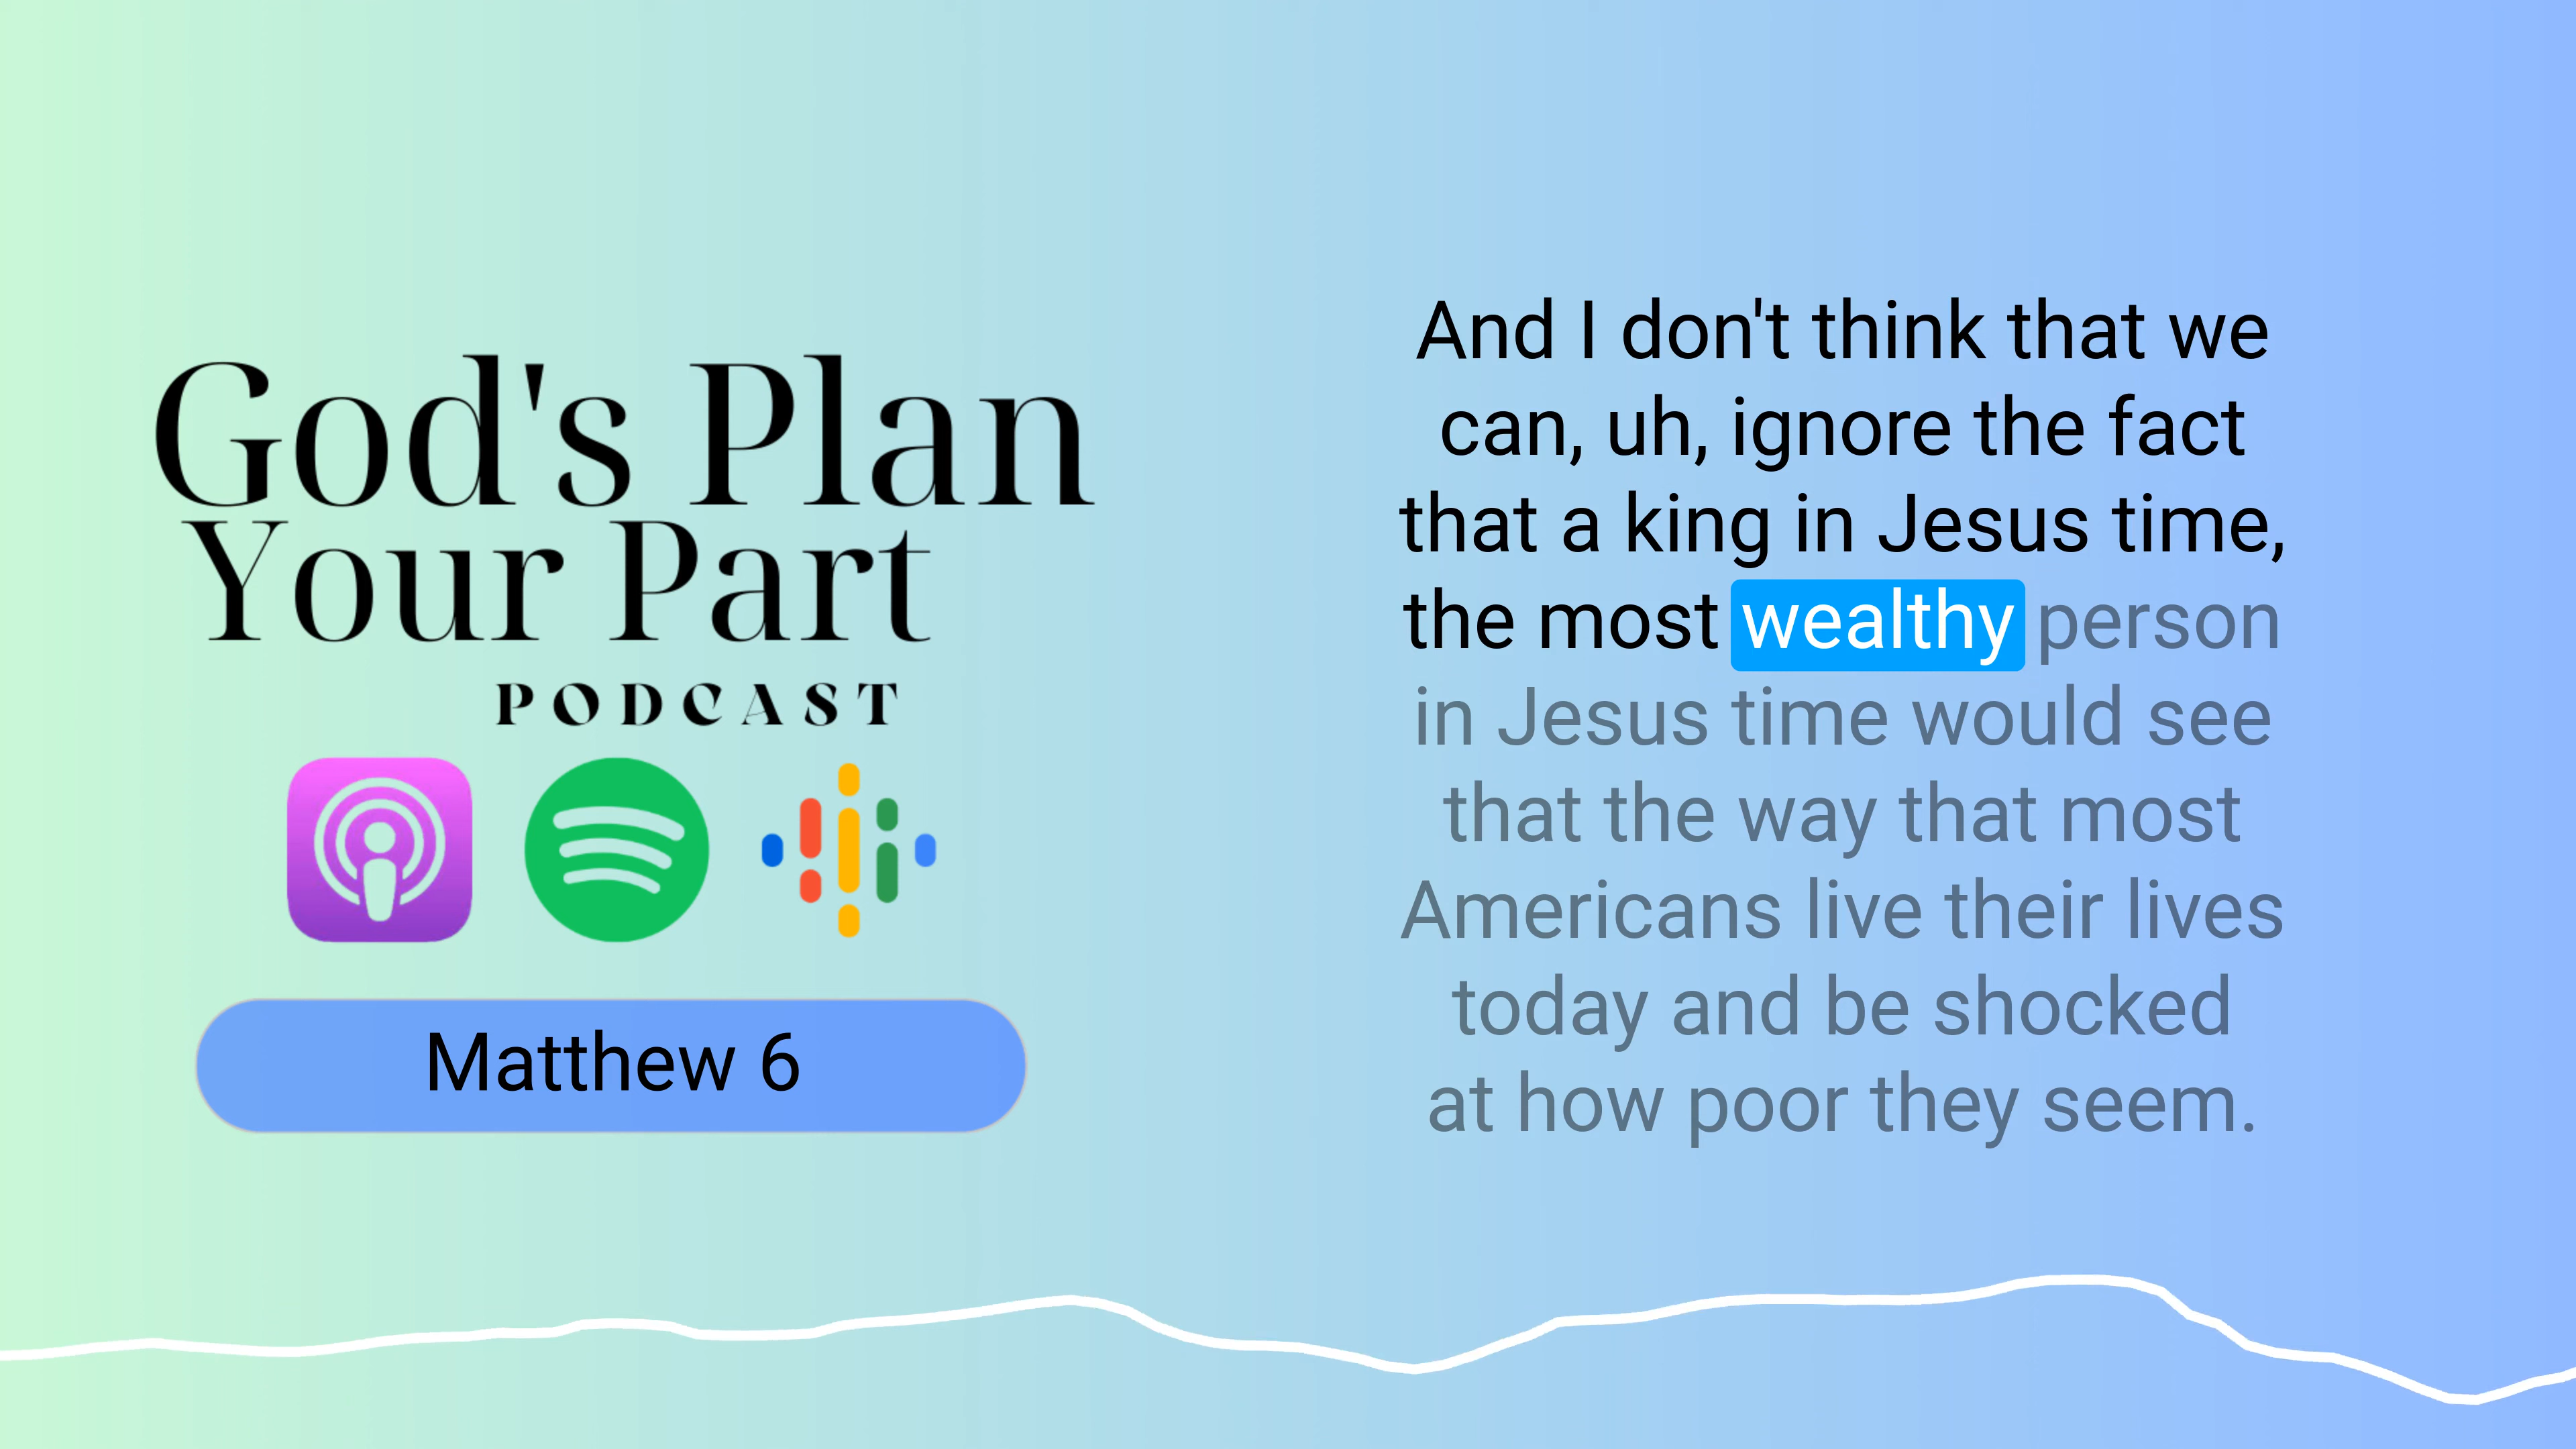 God's Plan
Your Part
PODCAST
Matthew 6
And I don't think that we
can, uh, ignore the fact
that a king in Jesus time,
the most wealthy person
in Jesus time would see
that the way that most
Americans live their lives
today and be shocked
at how poor they seem.